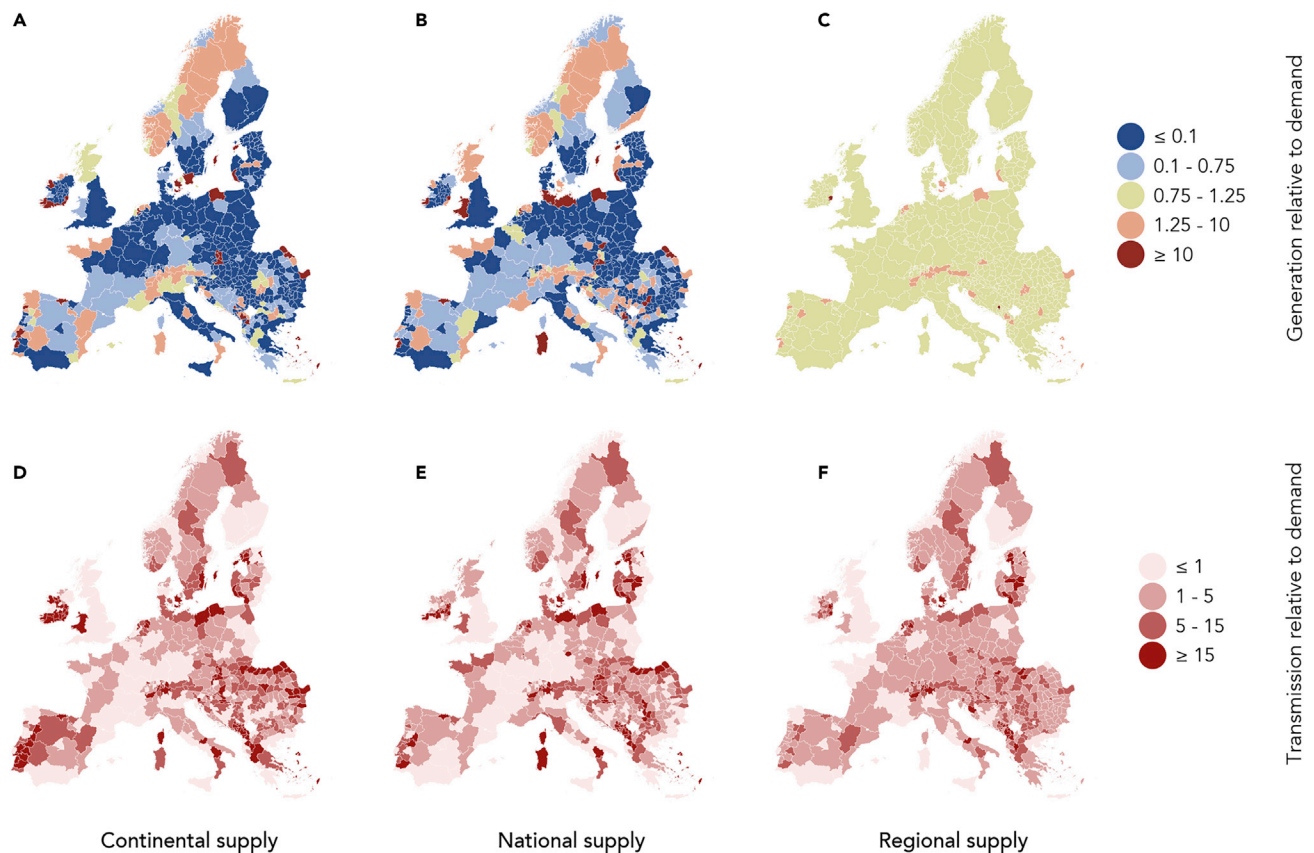 A
B
C
≤ 0.1
0.1 - 0.75
0.75 - 1.25
1.25 - 10
≥ 10
Generation relative to demand
D
E
F
≤ 1
1 - 5
5 - 15
≥ 15
Transmission relative to demand
Continental supply
National supply
Regional supply